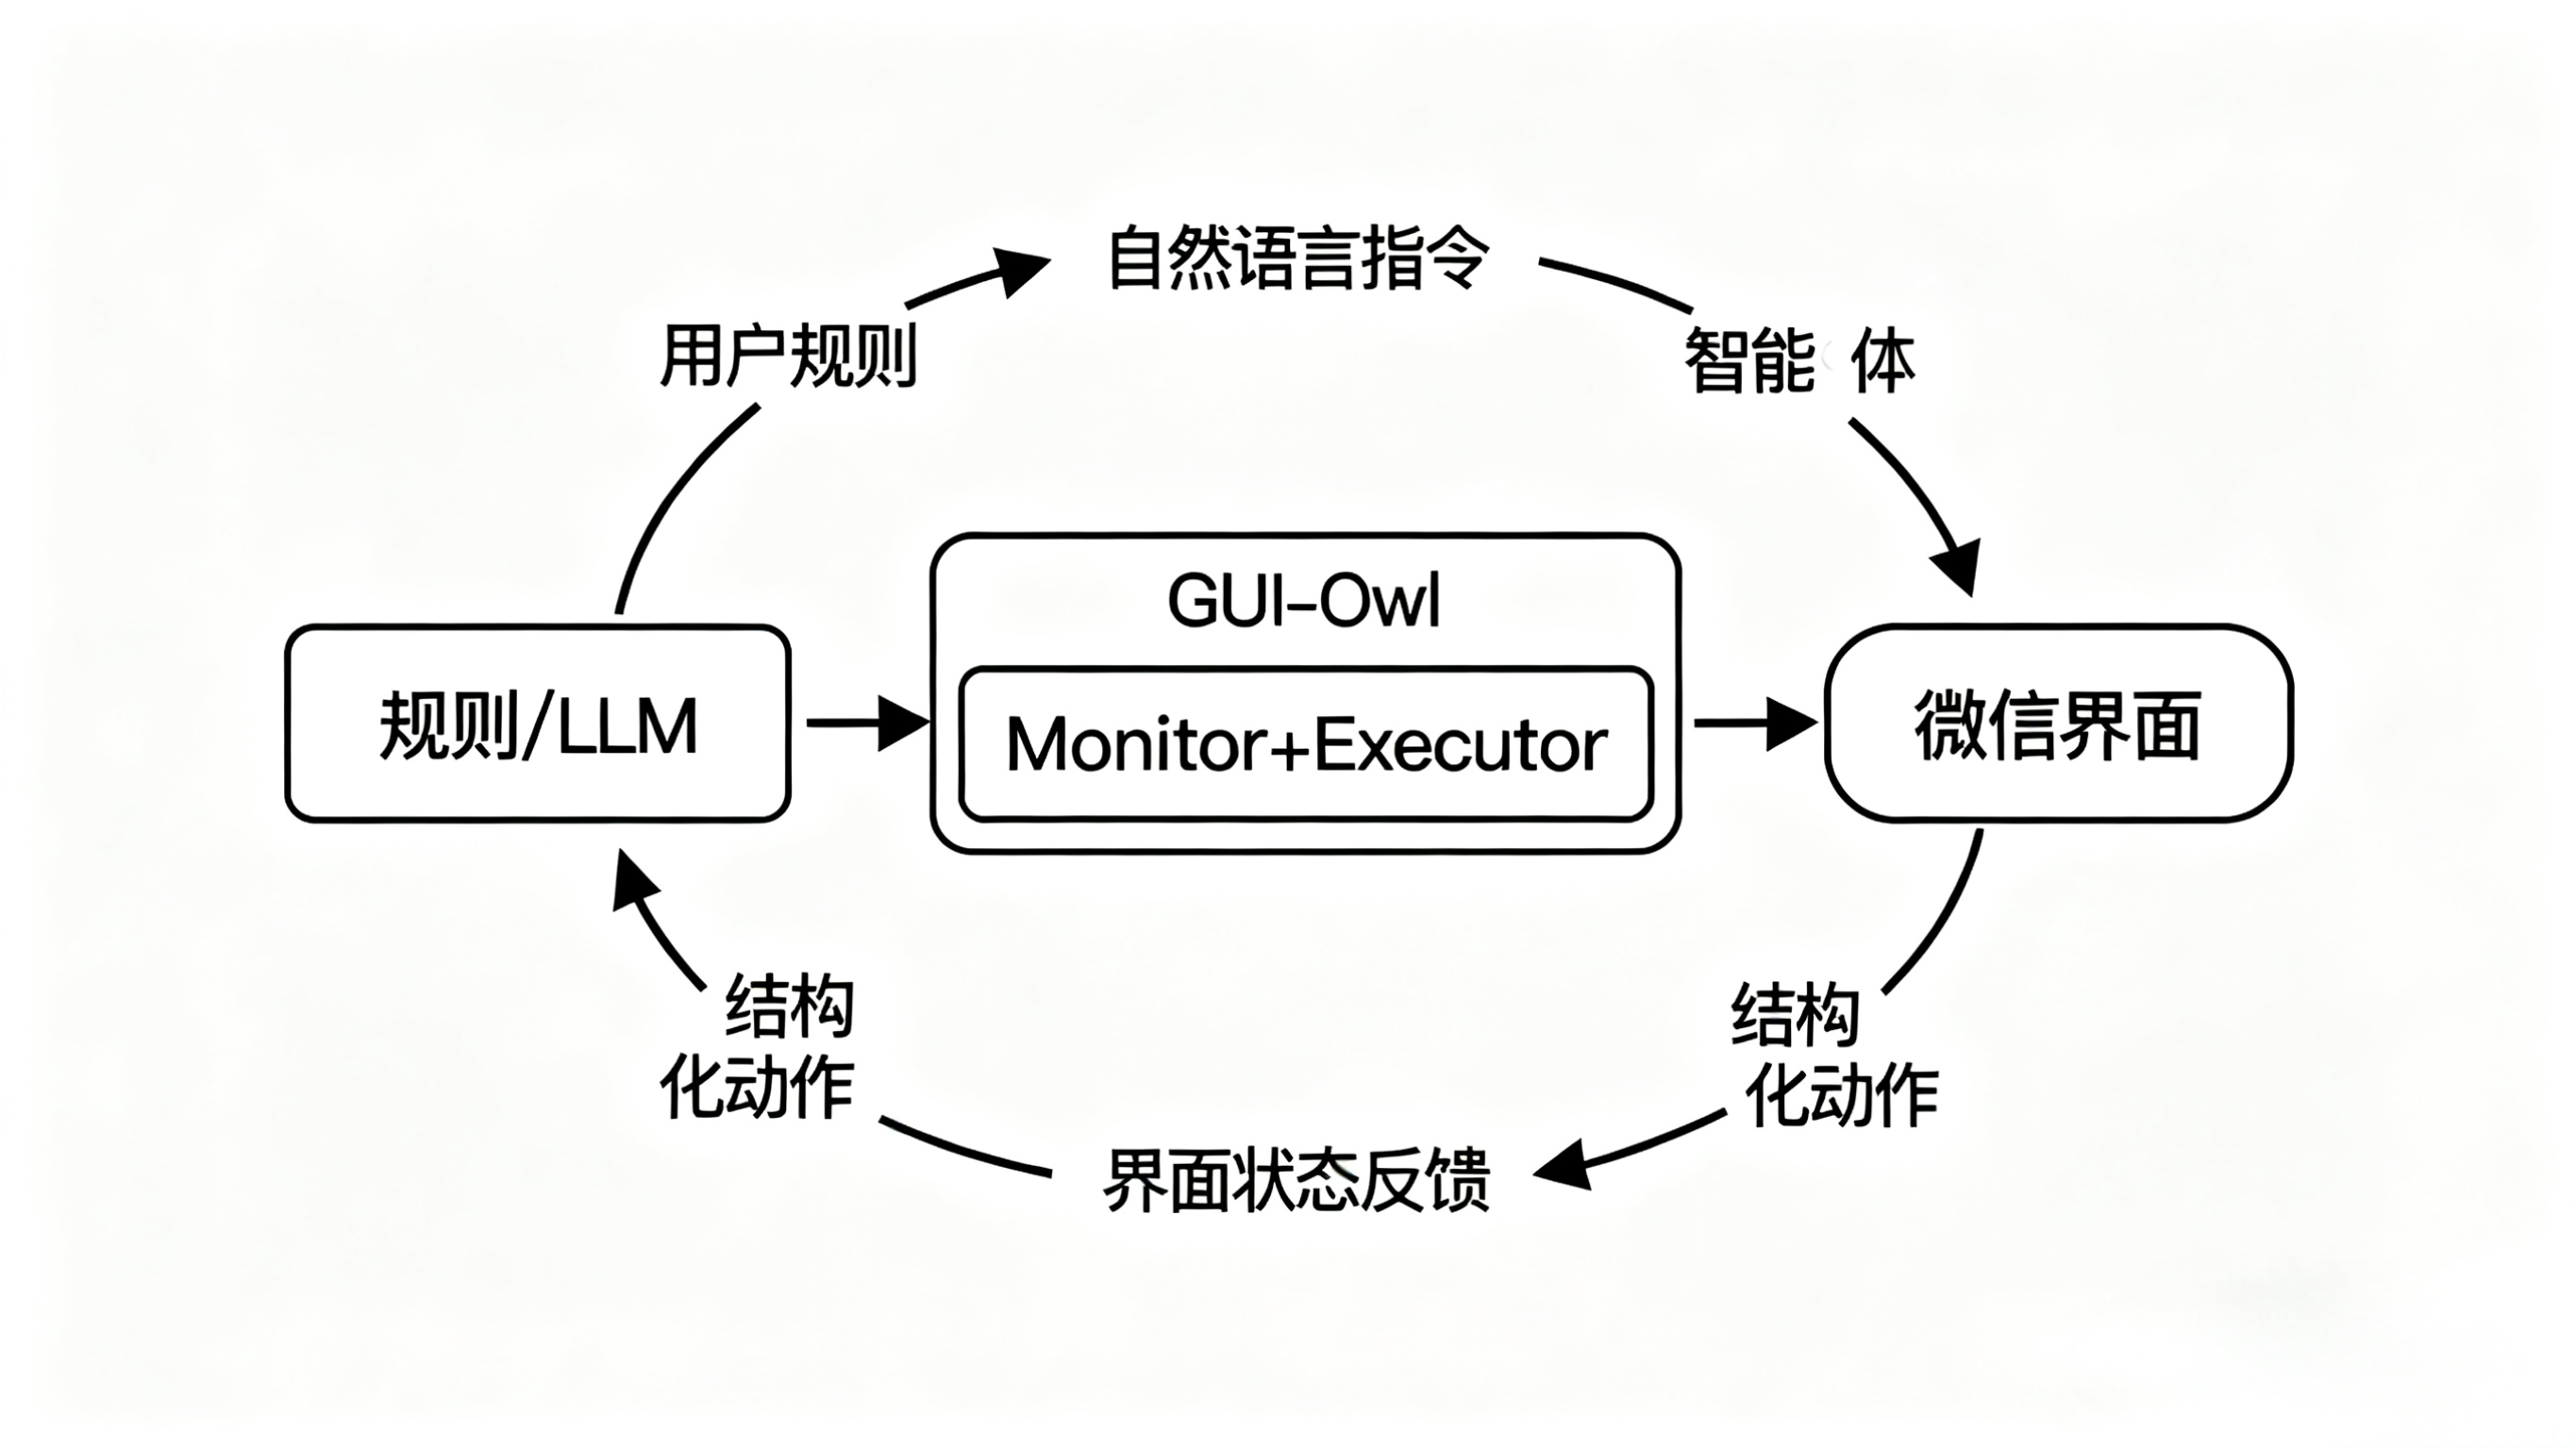 自然语言指令
用户规则
智能 体
GUI-Owl
规则/LLM
Monitor+Executor
微信界面
结构
化动作
结构
化动作
界面状态反馈